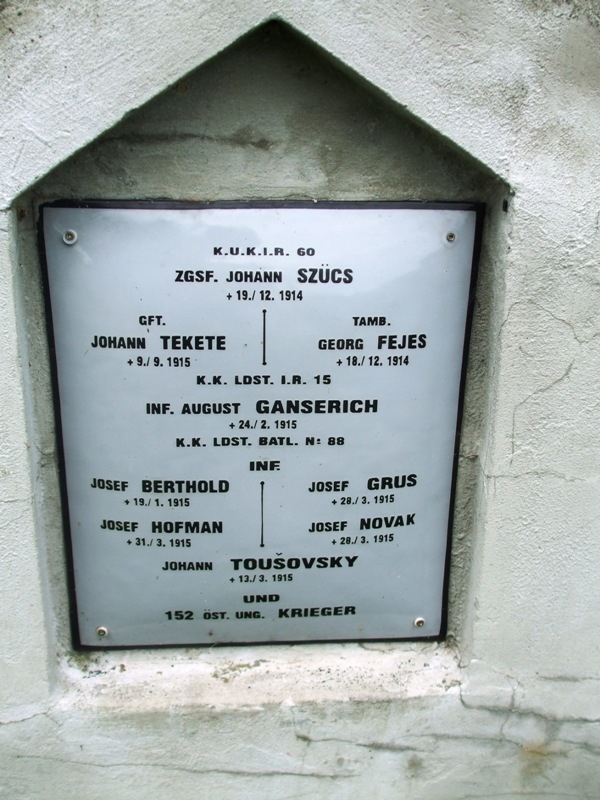 K.U.K.I.R. 60
ZGSF. JOHANN SZÜCS
+ 19./ 12. 1914
GFT.
JOHANN TEKETE
+ 9./ 9. 1915
TAMB.
GEORG FEJES
+ 18./ 12. 1914
K.K. LDST. I.R. 15
INF. AUGUST GANSERICH
+ 24./ 2. 1915
K.K. LDST. BATL. N: 88
INF.
JOSEF BERTHOLD
+ 19./ 1. 1915
JOSEF GRUS
+ 28./ 3. 1915
JOSEF HOFMAN
+ 31./ 3. 1915
JOSEF NOVAK
+ 28./ 3. 1915
JOHANN TOUŠOVSKY
+ 13./ 3. 1915
UND
152 ÖST. UNG. KRIEGER